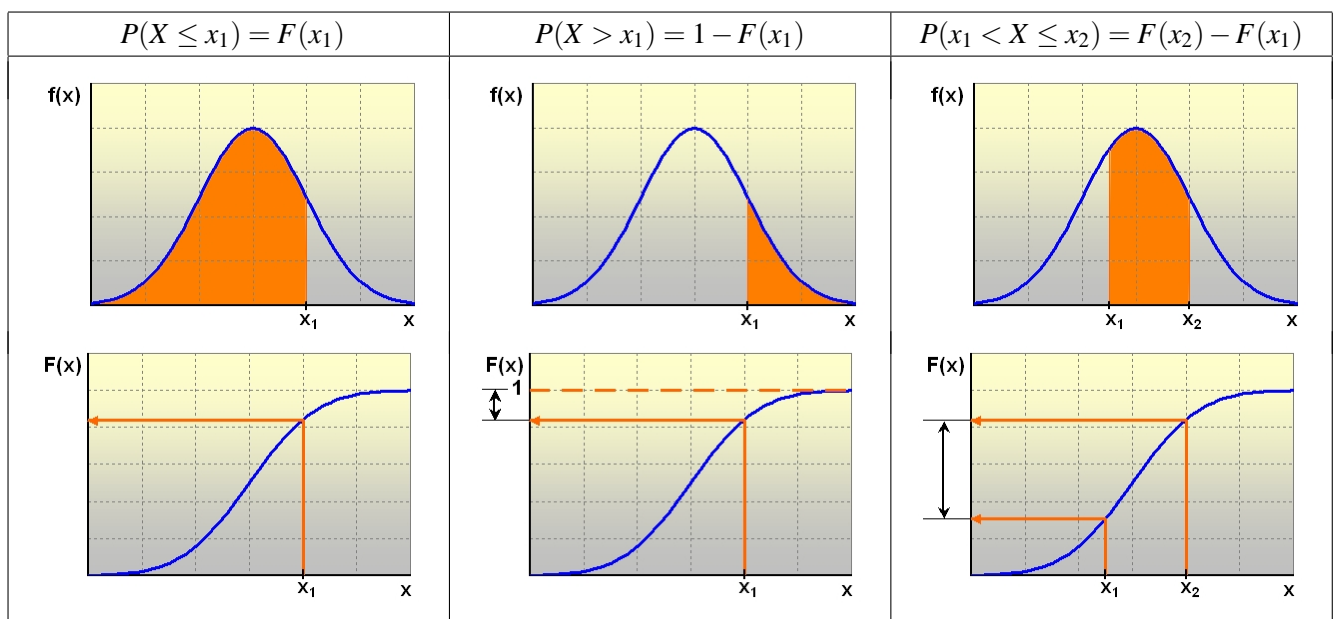 P(X ≤ x₁) = F(x₁)
P(X > x₁) = 1 − F(x₁)
P(x₁ < X ≤ x₂) = F(x₂) − F(x₁)
f(x)
x₁
x
f(x)
x₁
x
f(x)
x₁
x₂
x
F(x)
x₁
x
F(x)
1
x₁
x
F(x)
x₁
x₂
x